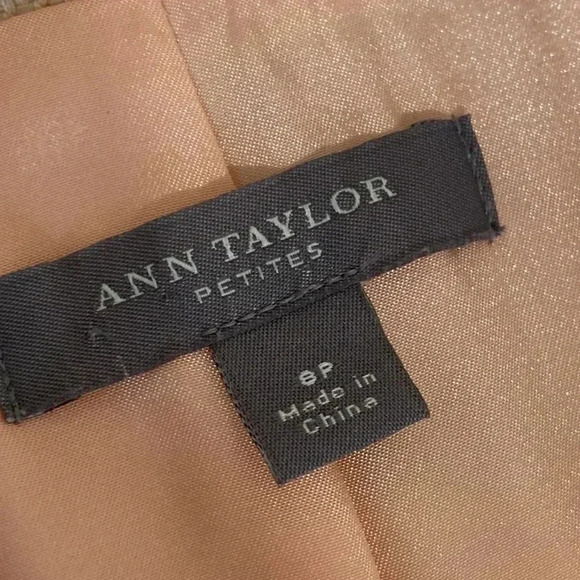 ANN TAYLOR
PETITES
8P
Made in
China